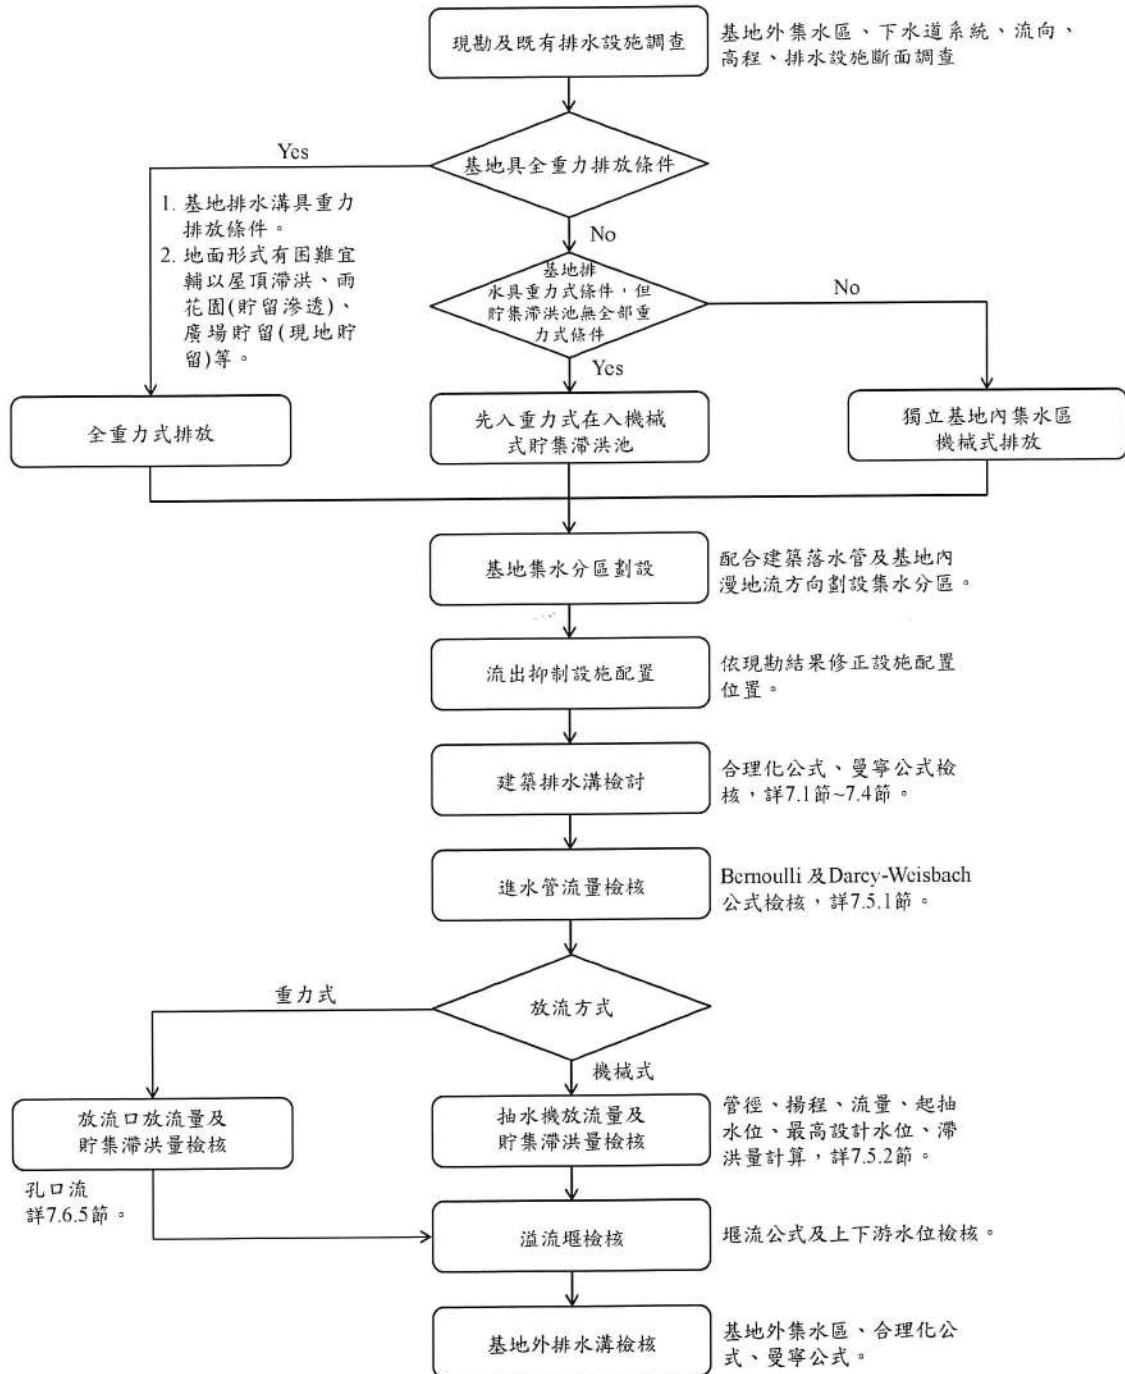 現勘及既有排水設施調查
基地外集水區、下水道系統、流向、
高程、排水設施斷面調查
基地具全重力排放條件
Yes
1. 基地排水溝具重力
排放條件。
2. 地面形式有困難宜
輔以屋頂滯洪、雨
花園(貯留滲透)、
廣場貯留(現地貯
留)等。
No
基地排
水具重力式條件，但
貯集滯洪池無全部重
力式條件
No
Yes
全重力式排放
先入重力式在入機械
式貯集滯洪池
獨立基地內集水區
機械式排放
基地集水分區劃設
配合建築落水管及基地內
漫地流方向劃設集水分區。
流出抑制設施配置
依現勘結果修正設施配置
位置。
建築排水溝檢討
合理化公式、曼寧公式檢
核，詳7.1節~7.4節。
進水管流量檢核
Bernoulli 及Darcy-Weisbach
公式檢核，詳7.5.1節。
放流方式
重力式
機械式
放流口放流量及
貯集滯洪量檢核
孔口流
詳7.6.5節。
抽水機放流量及
貯集滯洪量檢核
管徑、揚程、流量、起抽
水位、最高設計水位、滯
洪量計算，詳7.5.2節。
溢流堰檢核
堰流公式及上下游水位檢核。
基地外排水溝檢核
基地外集水區、合理化公
式、曼寧公式。